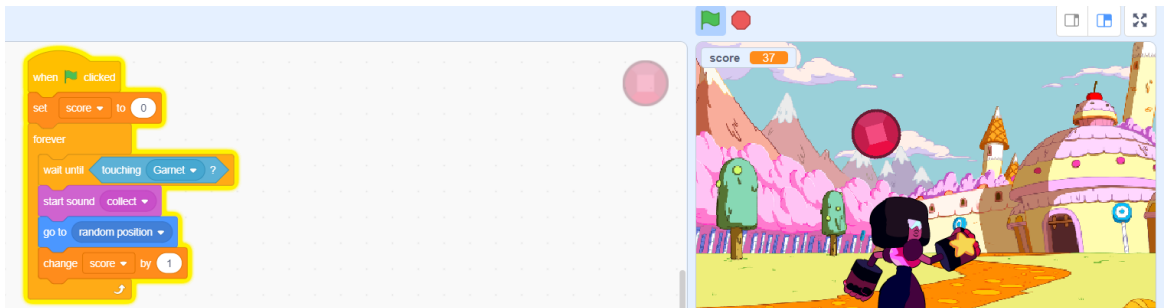 when clicked
set score to 0
forever
wait until touching Garnet ?
start sound collect
go to random position
change score by 1
score 37